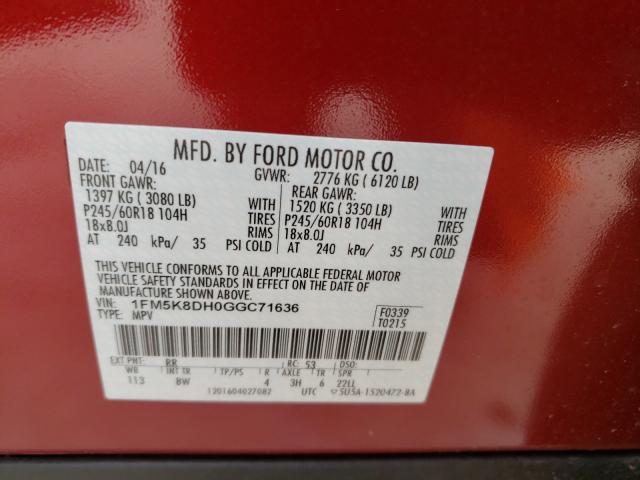 MFD. BY FORD MOTOR CO.
DATE: 04/16 GVWR: 2776 KG ( 6120 LB)
FRONT GAWR: REAR GAWR:
1397 KG ( 3080 LB) WITH 1520 KG ( 3350 LB) WITH
P245/60R18 104H TIRES P245/60R18 104H TIRES
18x8.0J RIMS 18x8.0J RIMS
AT 240 kPa/ 35 PSI COLD AT 240 kPa/ 35 PSI COLD
THIS VEHICLE CONFORMS TO ALL APPLICABLE FEDERAL MOTOR
VEHICLE SAFETY STANDARDS IN EFFECT ON THE DATE OF
MANUFACTURE SHOWN ABOVE.
VIN: 1FM5K8DH0GGC71636 F0339
TYPE: MPV T0215
EXT PNT: RR RC: 53 DSO:
WB INT TR TP/PS R AXLE TR SPR
113 BW 4 3H 6 22LL
1201604027082 UTC 5U5A-1520472-BA